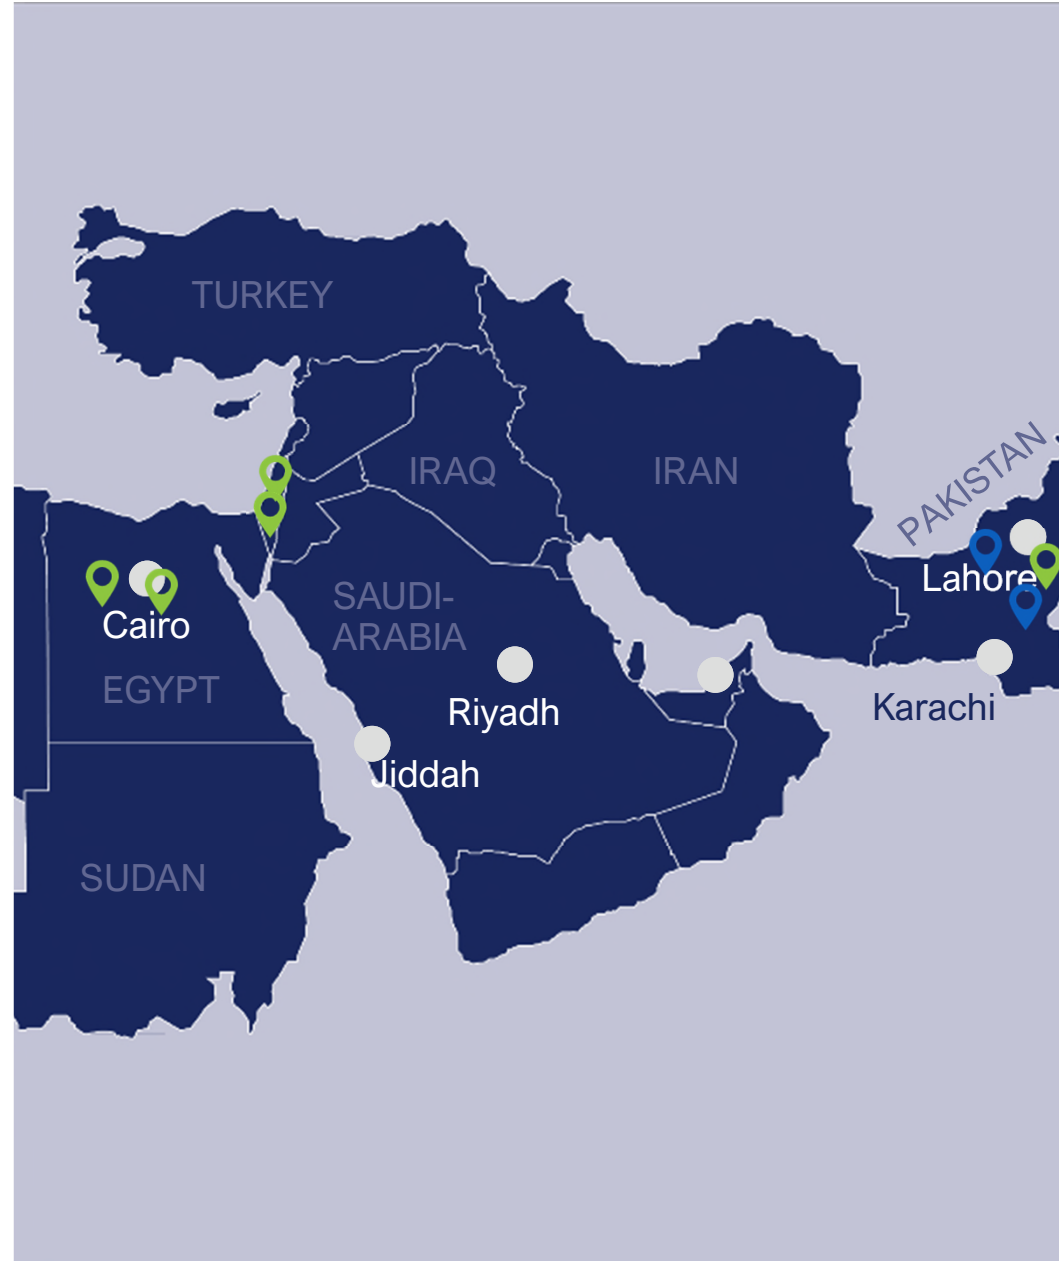 TURKEY
IRAQ
IRAN
PAKISTAN
Lahore
SAUDI-
ARABIA
Cairo
EGYPT
Riyadh
Karachi
Jiddah
SUDAN